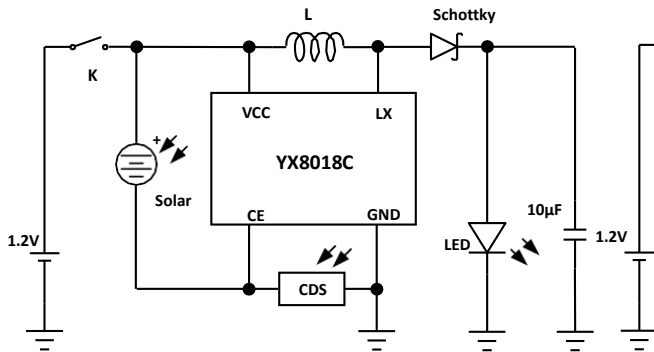 L
Schottky
K
VCC
LX
YX8018C
+
Solar
CE
GND
1.2V
CDS
LED
10µF
1.2V